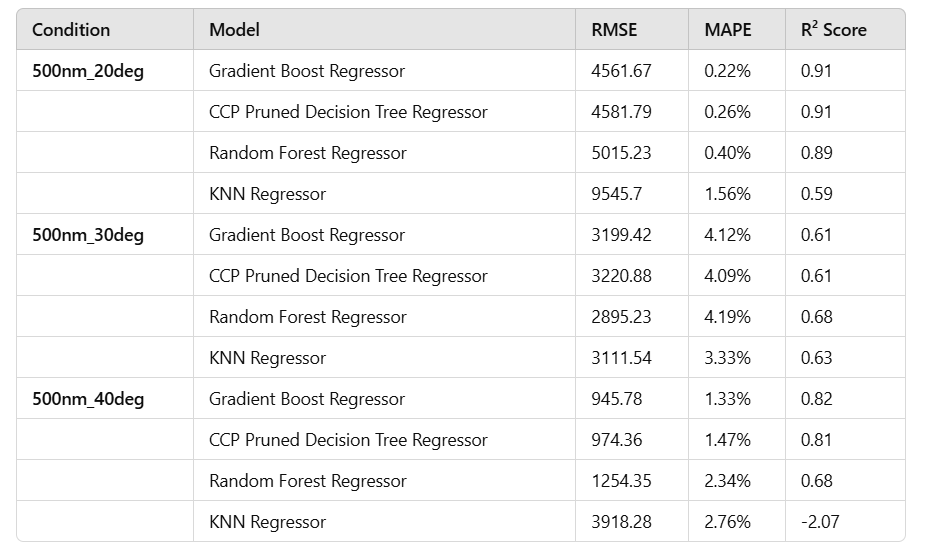 Condition Model RMSE MAPE R² Score
500nm_20deg Gradient Boost Regressor 4561.67 0.22% 0.91
CCP Pruned Decision Tree Regressor 4581.79 0.26% 0.91
Random Forest Regressor 5015.23 0.40% 0.89
KNN Regressor 9545.7 1.56% 0.59
500nm_30deg Gradient Boost Regressor 3199.42 4.12% 0.61
CCP Pruned Decision Tree Regressor 3220.88 4.09% 0.61
Random Forest Regressor 2895.23 4.19% 0.68
KNN Regressor 3111.54 3.33% 0.63
500nm_40deg Gradient Boost Regressor 945.78 1.33% 0.82
CCP Pruned Decision Tree Regressor 974.36 1.47% 0.81
Random Forest Regressor 1254.35 2.34% 0.68
KNN Regressor 3918.28 2.76% -2.07